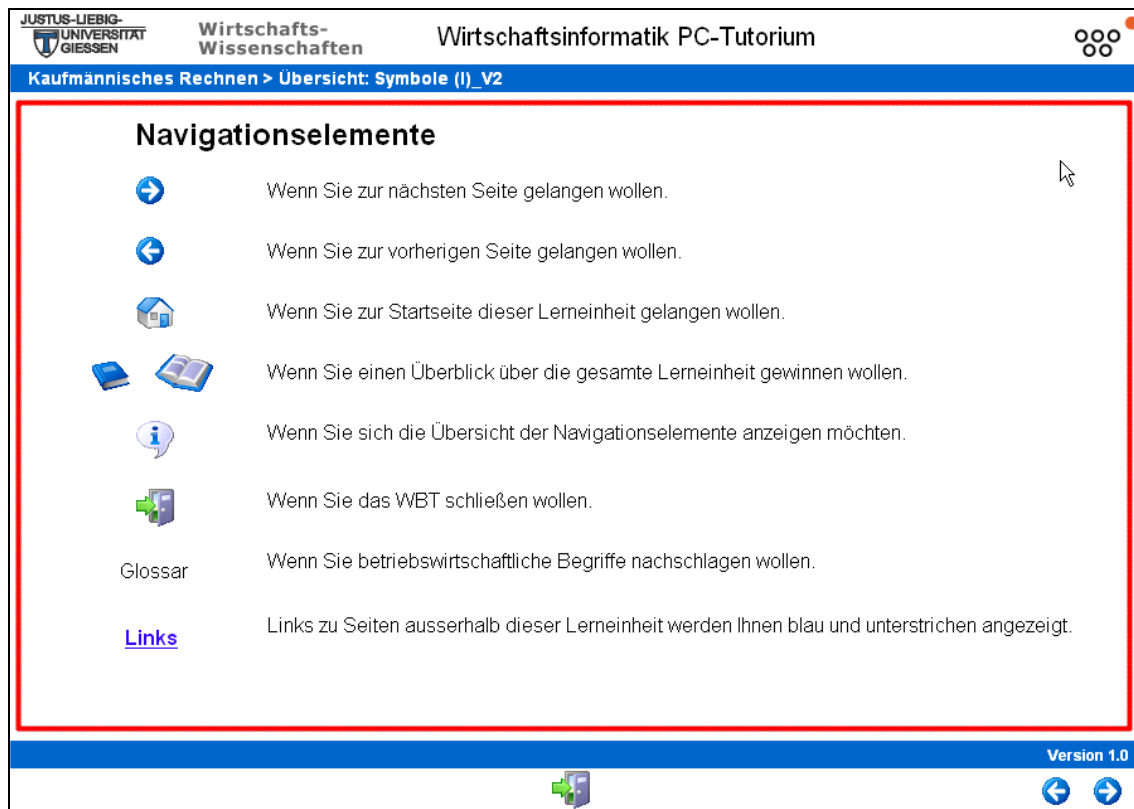 JUSTUS-LIEBIG-
UNIVERSITÄT
GIESSEN
Wirtschafts-
Wissenschaften
Wirtschaftsinformatik PC-Tutorium
Kaufmännisches Rechnen > Übersicht: Symbole (I)_V2
Navigationselemente
Wenn Sie zur nächsten Seite gelangen wollen.
Wenn Sie zur vorherigen Seite gelangen wollen.
Wenn Sie zur Startseite dieser Lerneinheit gelangen wollen.
Wenn Sie einen Überblick über die gesamte Lerneinheit gewinnen wollen.
Wenn Sie sich die Übersicht der Navigationselemente anzeigen möchten.
Wenn Sie das WBT schließen wollen.
Glossar Wenn Sie betriebswirtschaftliche Begriffe nachschlagen wollen.
Links Links zu Seiten ausserhalb dieser Lerneinheit werden Ihnen blau und unterstrichen angezeigt.
Version 1.0